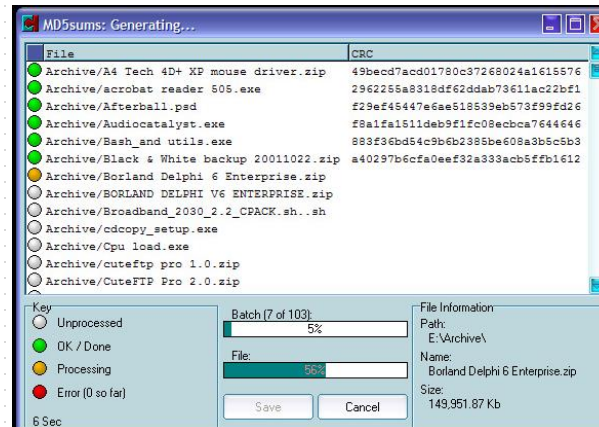 MD5sums: Generating...
File CRC
Archive/A4 Tech 4D+ XP mouse driver.zip 49becd7acd01780c37268024a1615576
Archive/acrobat reader 505.exe 2962255a8318df62ddab73611ac22bf1
Archive/Afterball.psd f29ef45447e6ae518539eb573f99fd26
Archive/Audiocatalyst.exe f8a1fa1511deb9f1fc08ecbca7644646
Archive/Bash_and utils.exe 883f36bd54c9b6b2385be608a3b5c5b3
Archive/Black & White backup 20011022.zip a40297b6cfa0eef32a333acb5ffb1612
Archive/Borland Delphi 6 Enterprise.zip
Archive/BORLAND DELPHI V6 ENTERPRISE.zip
Archive/Broadband_2030_2.2_CPACK.sh..sh
Archive/cdcopy_setup.exe
Archive/Cpu load.exe
Archive/cuteftp pro 1.0.zip
Archive/CuteFTP Pro 2.0.zip
Key
Unprocessed
OK / Done
Processing
Error (0 so far)
6 Sec
Batch (7 of 103):
5%
File:
56%
Save Cancel
File Information
Path:
E:\Archive\
Name:
Borland Delphi 6 Enterprise.zip
Size:
149,951.87 Kb